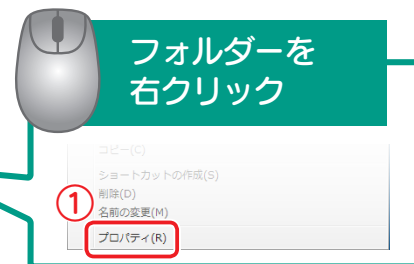 フォルダーを
右クリック
コピー(C)
ショートカットの作成(S)
削除(D)
①
名前の変更(M)
プロパティ(R)